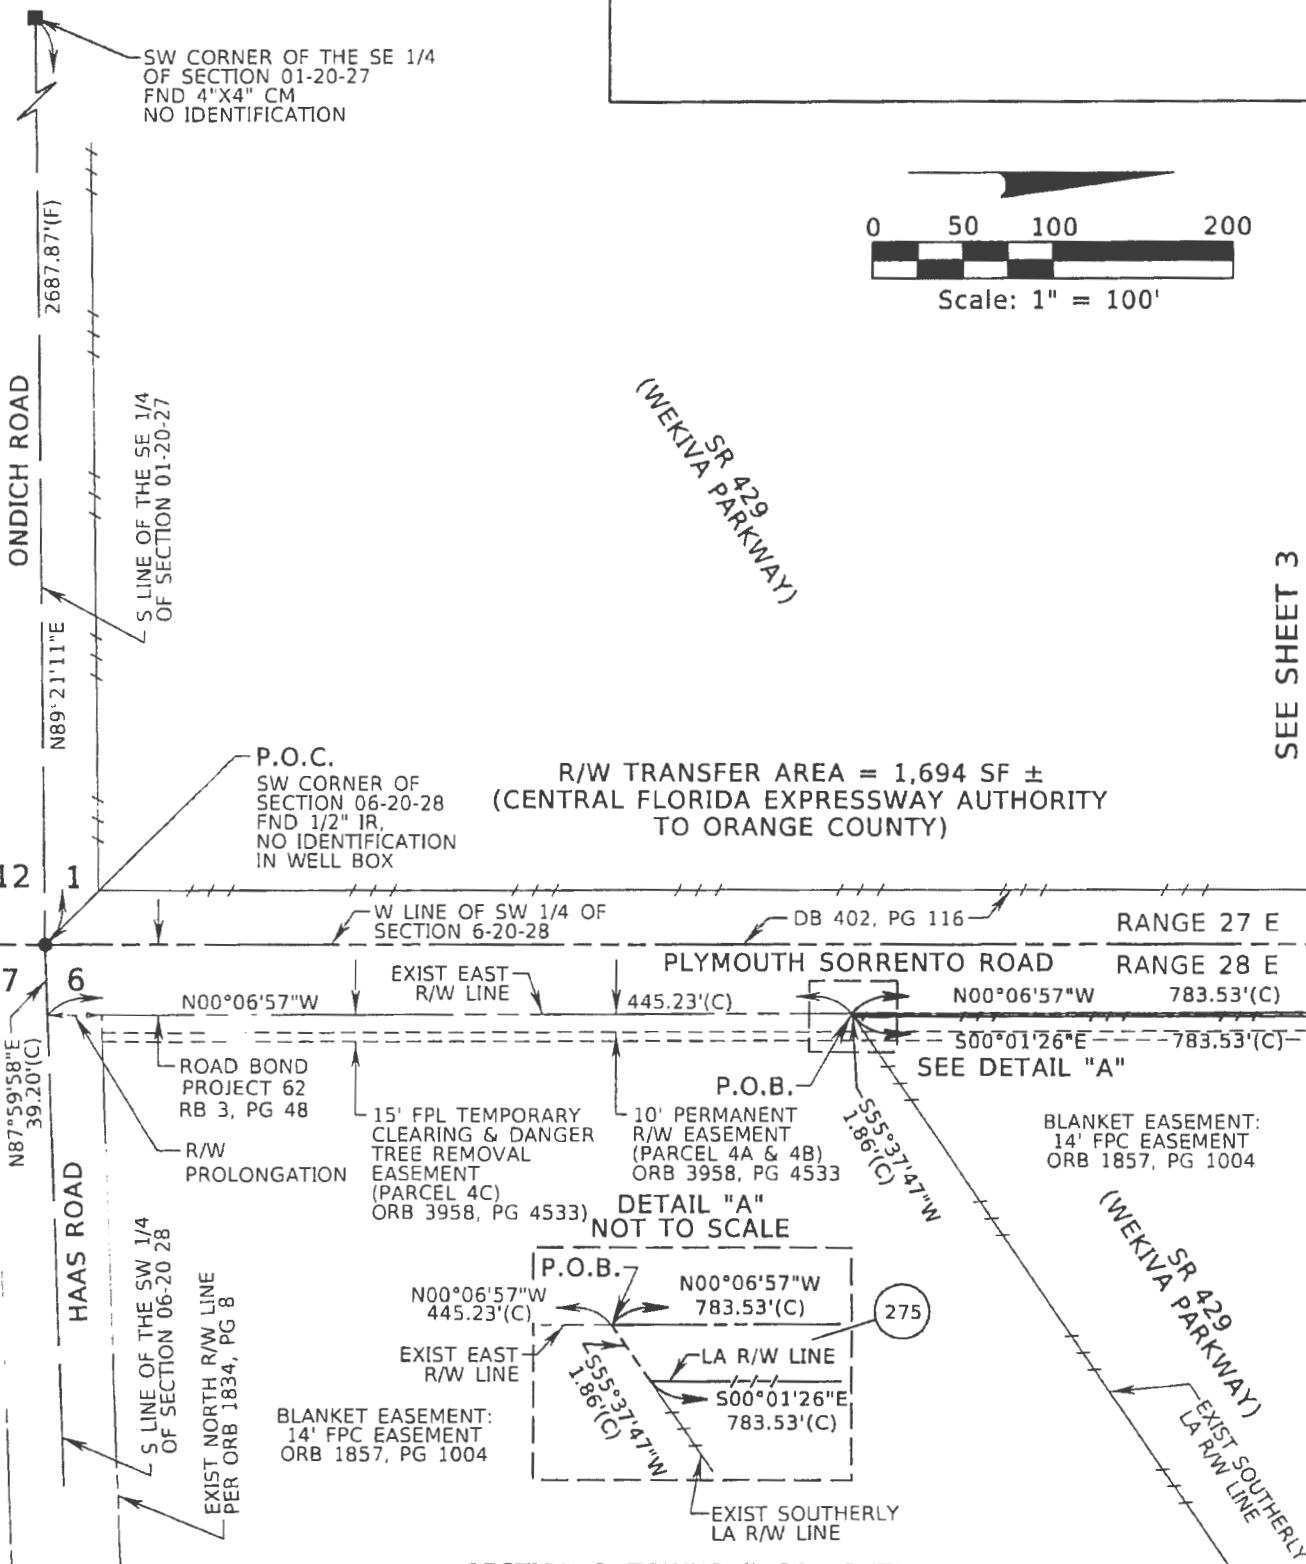 SW CORNER OF THE SE 1/4
OF SECTION 01-20-27
FND 4"X4" CM
NO IDENTIFICATION
0 50 100 200
Scale: 1" = 100'
2687.87'(F)
ONDICH ROAD
S LINE OF THE SE 1/4
OF SECTION 01-20-27
N89°21'11"E
SR 429
(WEKIVA PARKWAY)
SEE SHEET 3
P.O.C.
SW CORNER OF
SECTION 06-20-28
FND 1/2" IR,
NO IDENTIFICATION
IN WELL BOX
R/W TRANSFER AREA = 1,694 SF ±
(CENTRAL FLORIDA EXPRESSWAY AUTHORITY
TO ORANGE COUNTY)
12 1
W LINE OF SW 1/4 OF
SECTION 6-20-28
DB 402, PG 116
RANGE 27 E
7 6
EXIST EAST
R/W LINE
PLYMOUTH SORRENTO ROAD
RANGE 28 E
N00°06'57"W
445.23'(C)
N00°06'57"W 783.53'(C)
S00°01'26"E 783.53'(C)
SEE DETAIL "A"
N87°59'58"E
39.20'(C)
ROAD BOND
PROJECT 62
RB 3, PG 48
R/W
PROLONGATION
15' FPL TEMPORARY
CLEARING & DANGER
TREE REMOVAL
EASEMENT
(PARCEL 4C)
ORB 3958, PG 4533)
P.O.B.
10' PERMANENT
R/W EASEMENT
(PARCEL 4A & 4B)
ORB 3958, PG 4533
S55°37'47"W
1.86'(C)
BLANKET EASEMENT:
14' FPC EASEMENT
ORB 1857, PG 1004
HAAS ROAD
S LINE OF THE SW 1/4
OF SECTION 06-20 28
EXIST NORTH R/W LINE
PER ORB 1834, PG 8
DETAIL "A"
NOT TO SCALE
P.O.B.
N00°06'57"W
445.23'(C)
N00°06'57"W
783.53'(C)
275
EXIST EAST
R/W LINE
LA R/W LINE
S55°37'47"W
1.86'(C)
S00°01'26"E
783.53'(C)
BLANKET EASEMENT:
14' FPC EASEMENT
ORB 1857, PG 1004
EXIST SOUTHERLY
LA R/W LINE
SR 429
(WEKIVA PARKWAY)
EXIST SOUTHERLY
LA R/W LINE